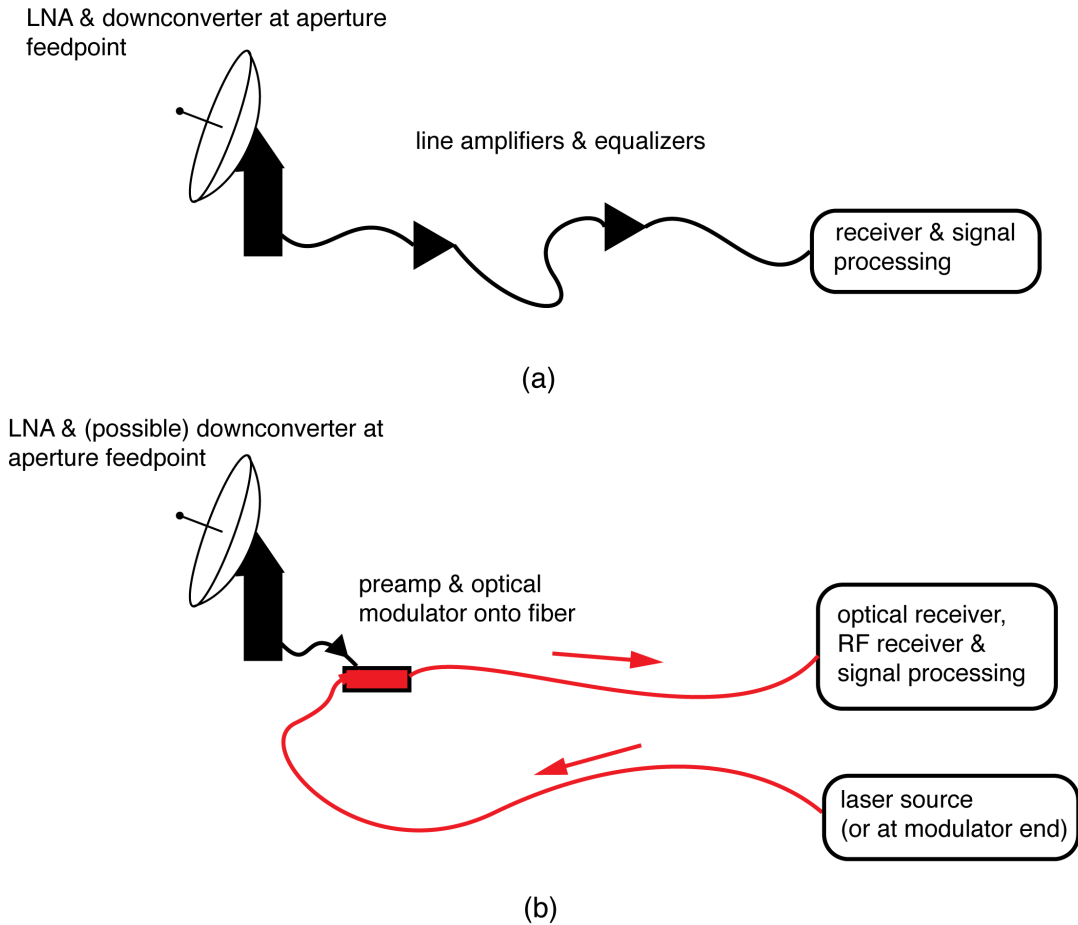 LNA & downconverter at aperture
feedpoint
line amplifiers & equalizers
receiver & signal
processing
(a)
LNA & (possible) downconverter at
aperture feedpoint
preamp & optical
modulator onto fiber
optical receiver,
RF receiver &
signal processing
laser source
(or at modulator end)
(b)